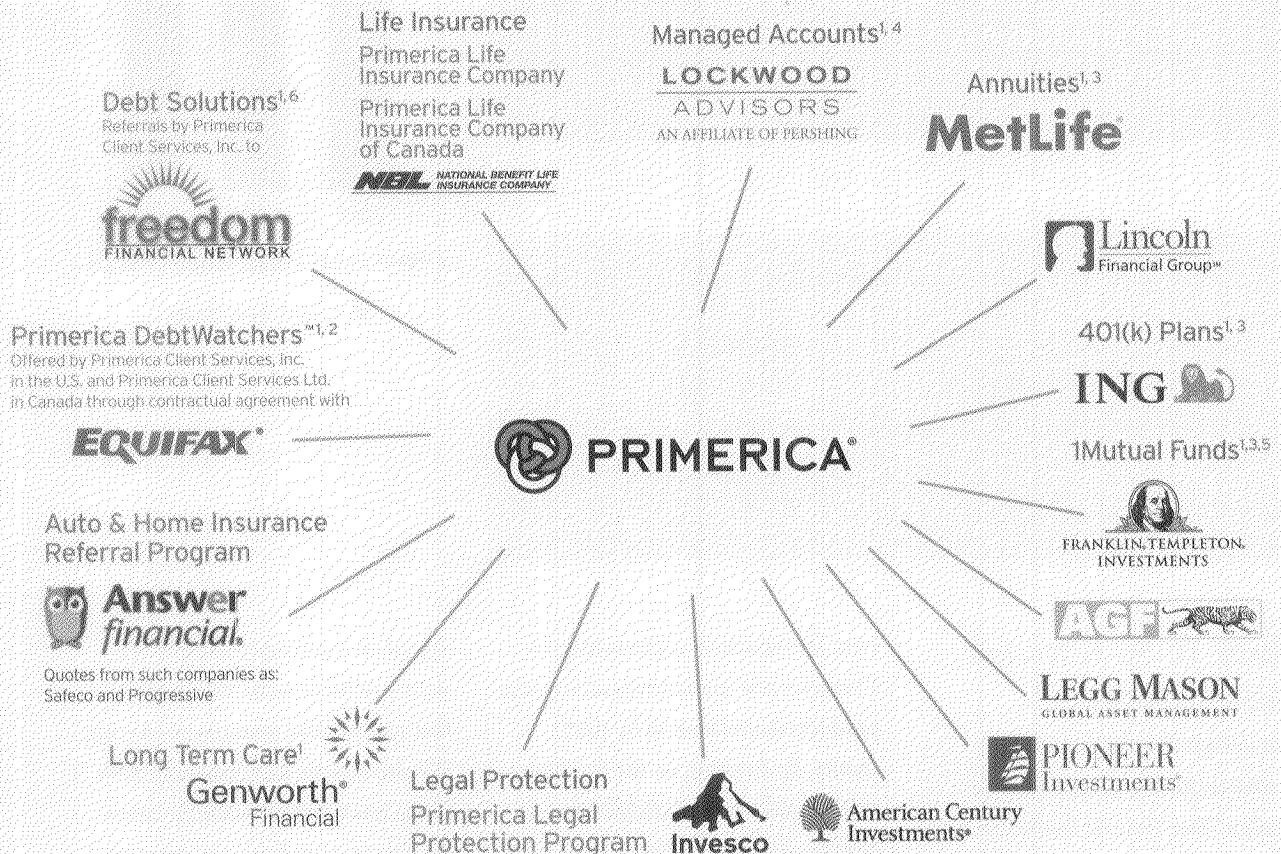 Life Insurance
Primerica Life
Insurance Company
Primerica Life
Insurance Company
of Canada
NBL NATIONAL BENEFIT LIFE
INSURANCE COMPANY
Managed Accounts1, 4
LOCKWOOD
ADVISORS
AN AFFILIATE OF PERSHING
Annuities1, 3
MetLife®
Debt Solutions1,6
Referrals by Primerica
Client Services, Inc. to
freedom
FINANCIAL NETWORK
Lincoln
Financial Group℠
Primerica DebtWatchers™1, 2
Offered by Primerica Client Services, Inc.
in the U.S. and Primerica Client Services Ltd.
in Canada through contractual agreement with
EQUIFAX®
401(k) Plans1, 3
ING
PRIMERICA®
1Mutual Funds1,3,5
FRANKLIN TEMPLETON
INVESTMENTS
Auto & Home Insurance
Referral Program
Answer
financial®
Quotes from such companies as:
Safeco and Progressive
AGF
LEGG MASON
GLOBAL ASSET MANAGEMENT
PIONEER
Investments®
Long Term Care1
Genworth®
Financial
Legal Protection
Primerica Legal
Protection Program
Invesco
American Century
Investments®